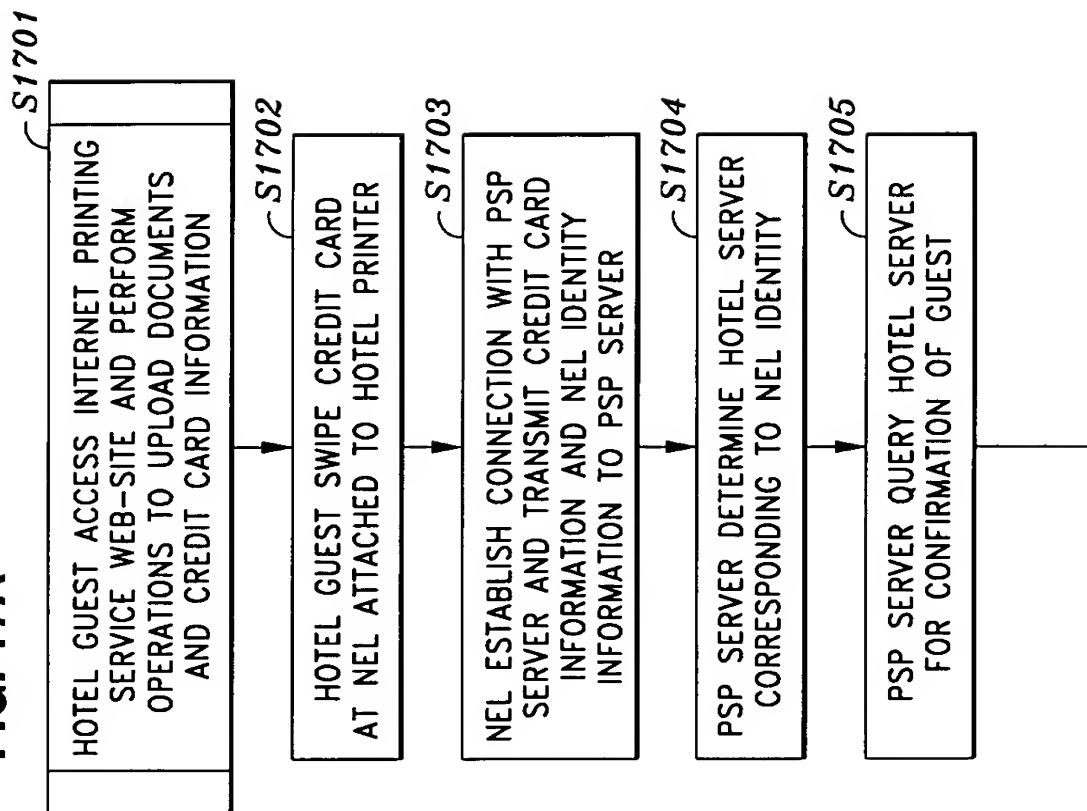 S1701
HOTEL GUEST ACCESS INTERNET PRINTING
SERVICE WEB-SITE AND PERFORM
OPERATIONS TO UPLOAD DOCUMENTS
AND CREDIT CARD INFORMATION
S1702
HOTEL GUEST SWIPE CREDIT CARD
AT NEL ATTACHED TO HOTEL PRINTER
S1703
NEL ESTABLISH CONNECTION WITH PSP
SERVER AND TRANSMIT CREDIT CARD
INFORMATION AND NEL IDENTITY
INFORMATION TO PSP SERVER
S1704
PSP SERVER DETERMINE HOTEL SERVER
CORRESPONDING TO NEL IDENTITY
S1705
PSP SERVER QUERY HOTEL SERVER
FOR CONFIRMATION OF GUEST